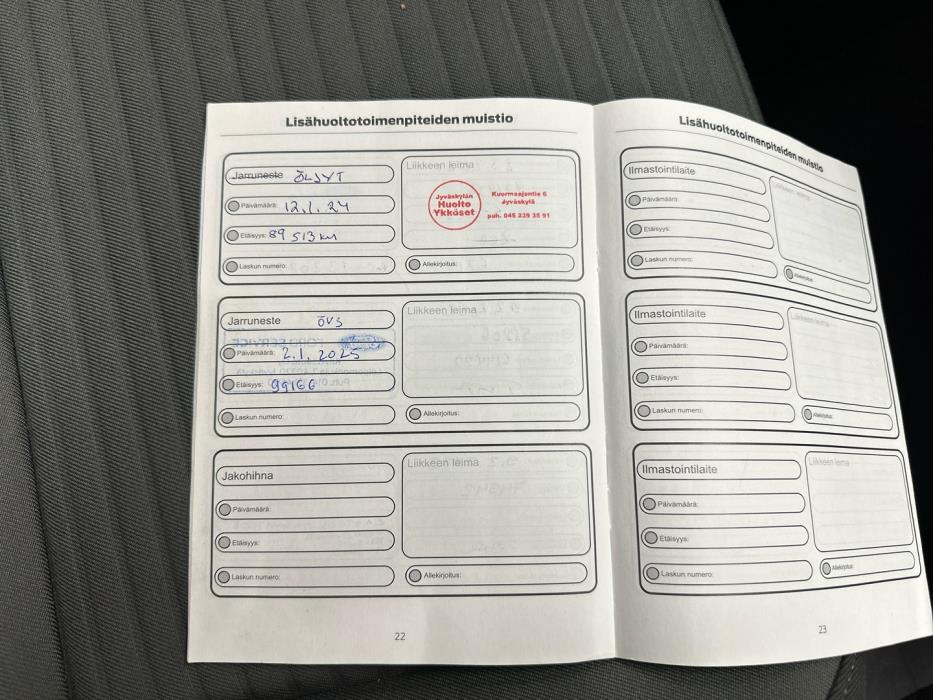 Lisähuoltotoimenpiteiden muistio
Jarruneste ÖLJYT
Päivämäärä: 12.1.24
Etäisyys: 89 513 km
Laskun numero:
Liikkeen leima
Jyväskylän
Huolto
Ykköset
Kuormaajantie 6
Jyväskylä
puh. 045 239 35 91
Allekirjoitus:
Jarruneste ÖVS
Päivämäärä: 2.1.2025
Etäisyys: 99166
Laskun numero:
Liikkeen leima
Allekirjoitus:
Jakohihna
Päivämäärä:
Etäisyys:
Laskun numero:
Liikkeen leima
Allekirjoitus:
22
Lisähuoltotoimenpiteiden muistio
Ilmastointilaite
Päivämäärä:
Etäisyys:
Laskun numero:
Liikkeen leima
Allekirjoitus:
Ilmastointilaite
Päivämäärä:
Etäisyys:
Laskun numero:
Liikkeen leima
Allekirjoitus:
Ilmastointilaite
Päivämäärä:
Etäisyys:
Laskun numero:
Liikkeen leima
Allekirjoitus:
23